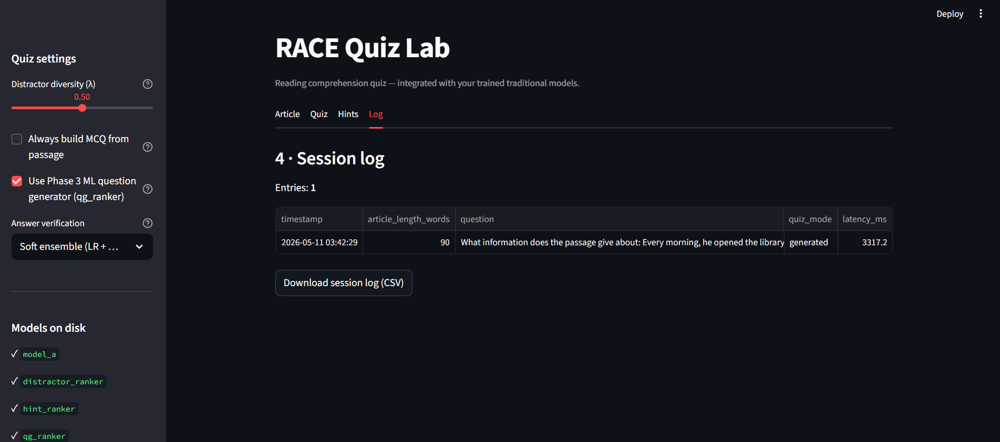 Deploy
Quiz settings
Distractor diversity (λ)
0.50
Always build MCQ from
passage
Use Phase 3 ML question
generator (qg_ranker)
Answer verification
Soft ensemble (LR + ...
Models on disk
model_a
distractor_ranker
hint_ranker
qg_ranker
RACE Quiz Lab
Reading comprehension quiz — integrated with your trained traditional models.
Article Quiz Hints Log
4 · Session log
Entries: 1
timestamp article_length_words question quiz_mode latency_ms
2026-05-11 03:42:29 90 What information does the passage give about: Every morning, he opened the library generated 3317.2
Download session log (CSV)